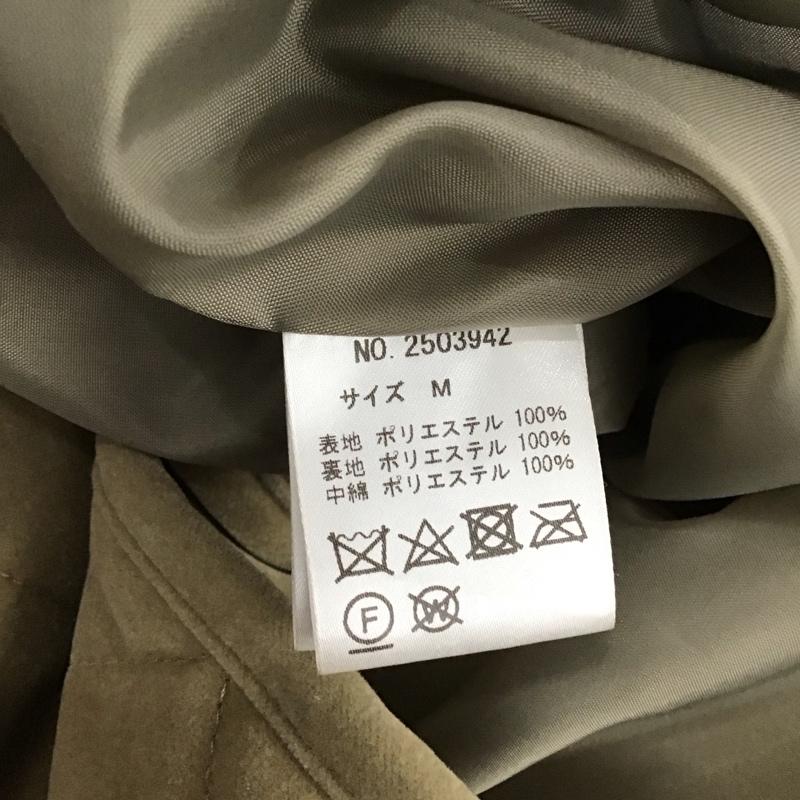 NO. 2503942
サイズ M
表地 ポリエステル 100%
裏地 ポリエステル 100%
中綿 ポリエステル 100%
F W